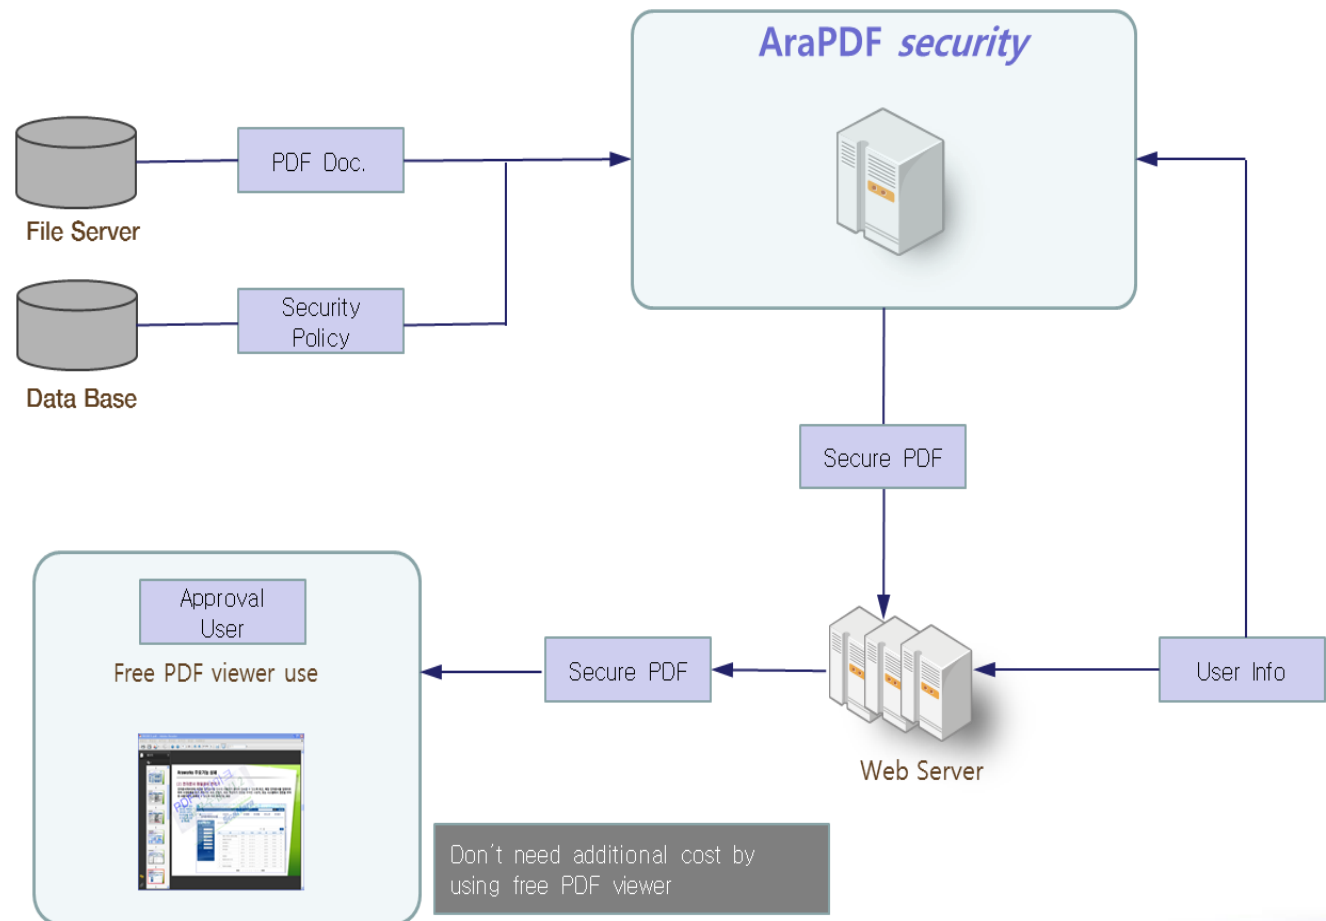 AraPDF security
PDF Doc.
File Server
Security
Policy
Data Base
Secure PDF
Approval
User
Free PDF viewer use
Secure PDF
User Info
Web Server
Don't need additional cost by
using free PDF viewer